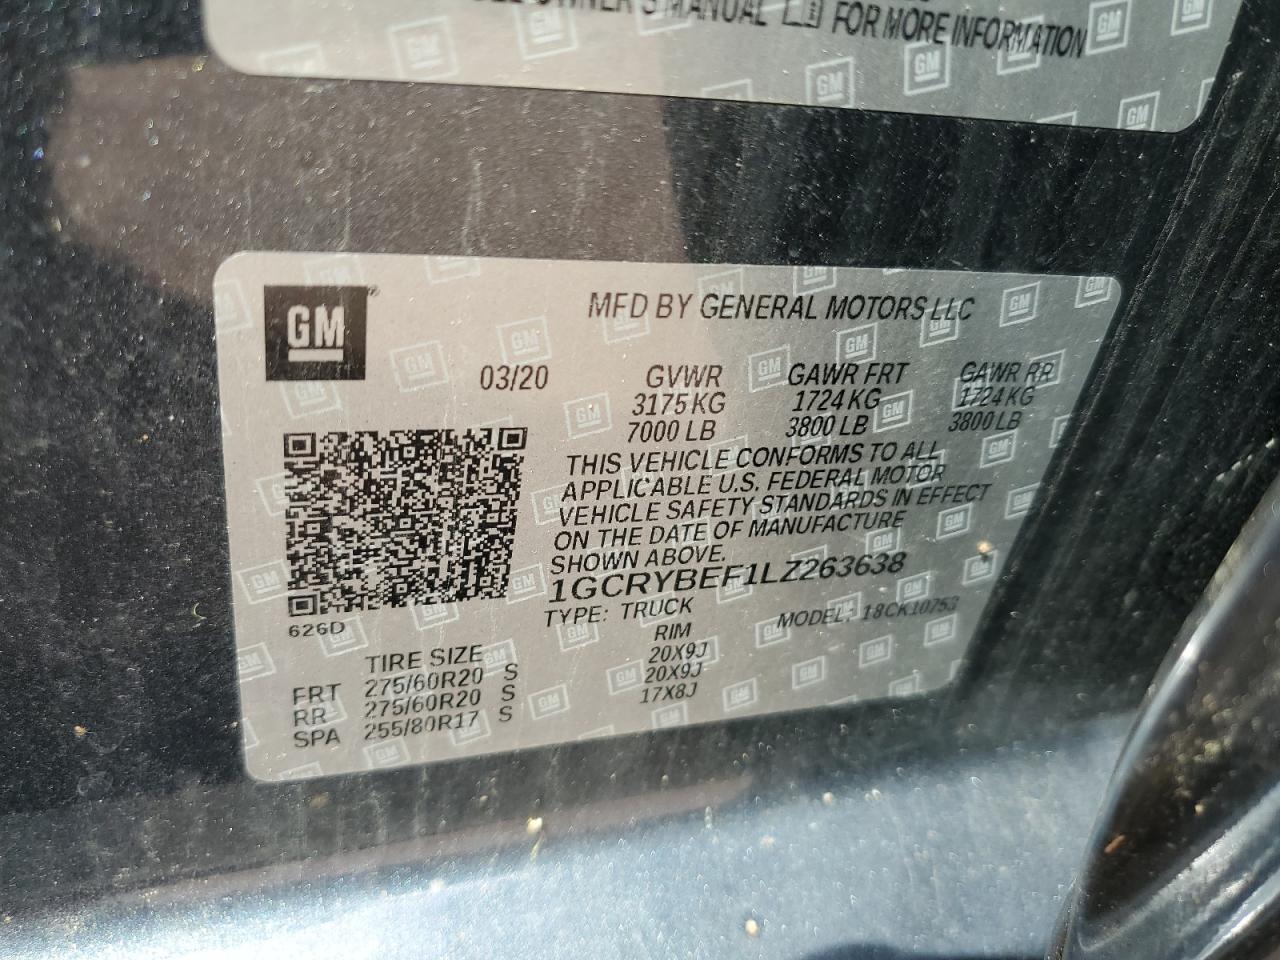 OWNER'S MANUAL FOR MORE INFORMATION
GM
MFD BY GENERAL MOTORS LLC
03/20 GVWR GAWR FRT GAWR RR
3175 KG 1724 KG 1724 KG
7000 LB 3800 LB 3800 LB
THIS VEHICLE CONFORMS TO ALL
APPLICABLE U.S. FEDERAL MOTOR
VEHICLE SAFETY STANDARDS IN EFFECT
ON THE DATE OF MANUFACTURE
SHOWN ABOVE.
1GCRYBEF1LZ263638
TYPE: TRUCK MODEL: 18CK10753
626D
TIRE SIZE RIM
FRT 275/60R20 S 20X9J
RR 275/60R20 S 20X9J
SPA 255/80R17 S 17X8J